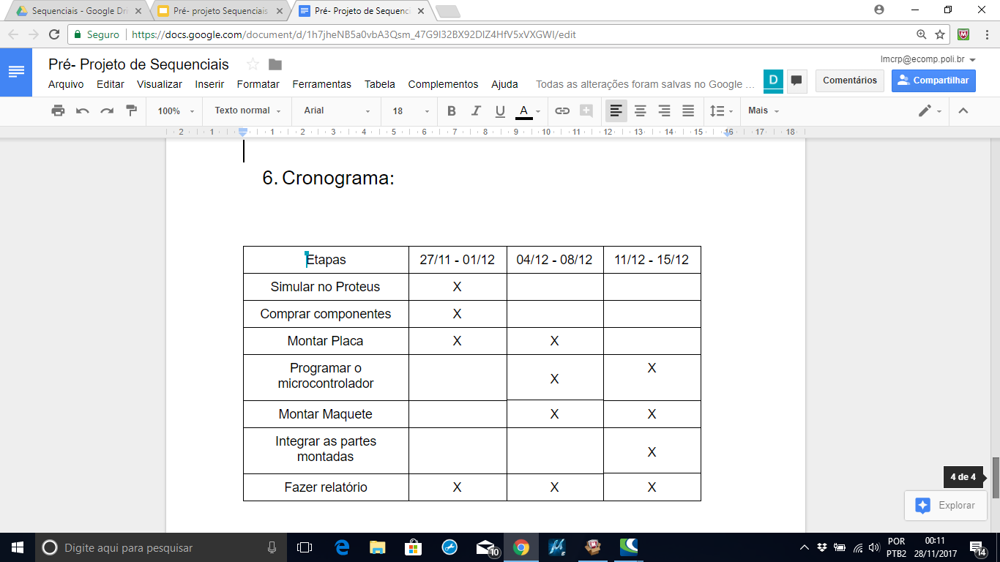 Sequenciais - Google Dri
Pré- projeto Sequenciais
Pré- Projeto de Sequenci
Seguro
https://docs.google.com/document/d/1h7jheNB5a0vbA3Qsm_47G9I32BX92DIZ4HfV5xVXGWI/edit
Pré- Projeto de Sequenciais
lmcrp@ecomp.poli.br
Arquivo Editar Visualizar Inserir Formatar Ferramentas Tabela Complementos Ajuda Todas as alterações foram salvas no Google ...
D
Comentários
Compartilhar
100% Texto normal Arial 18 B I U A Mais
2 1 1 2 3 4 5 6 7 8 9 10 11 12 13 14 15 16 17 18
6. Cronograma:
Etapas 27/11 - 01/12 04/12 - 08/12 11/12 - 15/12
Simular no Proteus X
Comprar componentes X
Montar Placa X X
Programar o
microcontrolador X X
Montar Maquete X X
Integrar as partes
montadas X
Fazer relatório X X X
4 de 4
Explorar
Digite aqui para pesquisar
10
POR
PTB2
00:11
28/11/2017
14